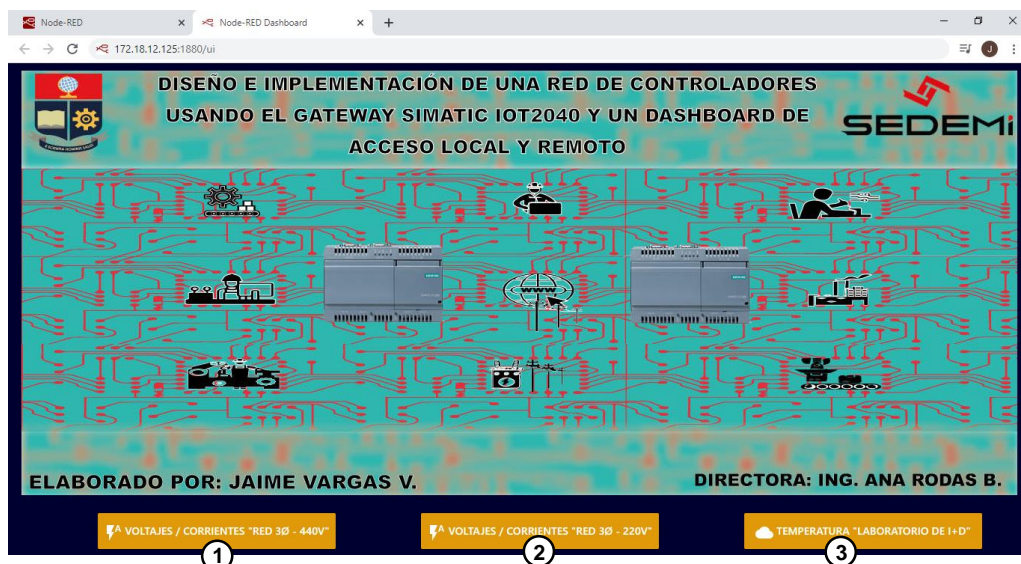 Node-RED
Node-RED Dashboard
172.18.12.125:1880/ui
J
DISEÑO E IMPLEMENTACIÓN DE UNA RED DE CONTROLADORES
USANDO EL GATEWAY SIMATIC IOT2040 Y UN DASHBOARD DE
ACCESO LOCAL Y REMOTO
SEDEMi
WWW
ELABORADO POR: JAIME VARGAS V.
DIRECTORA: ING. ANA RODAS B.
A VOLTAJES / CORRIENTES "RED 3Ø - 440V"
A VOLTAJES / CORRIENTES "RED 3Ø - 220V"
TEMPERATURA "LABORATORIO DE I+D"
1
2
3